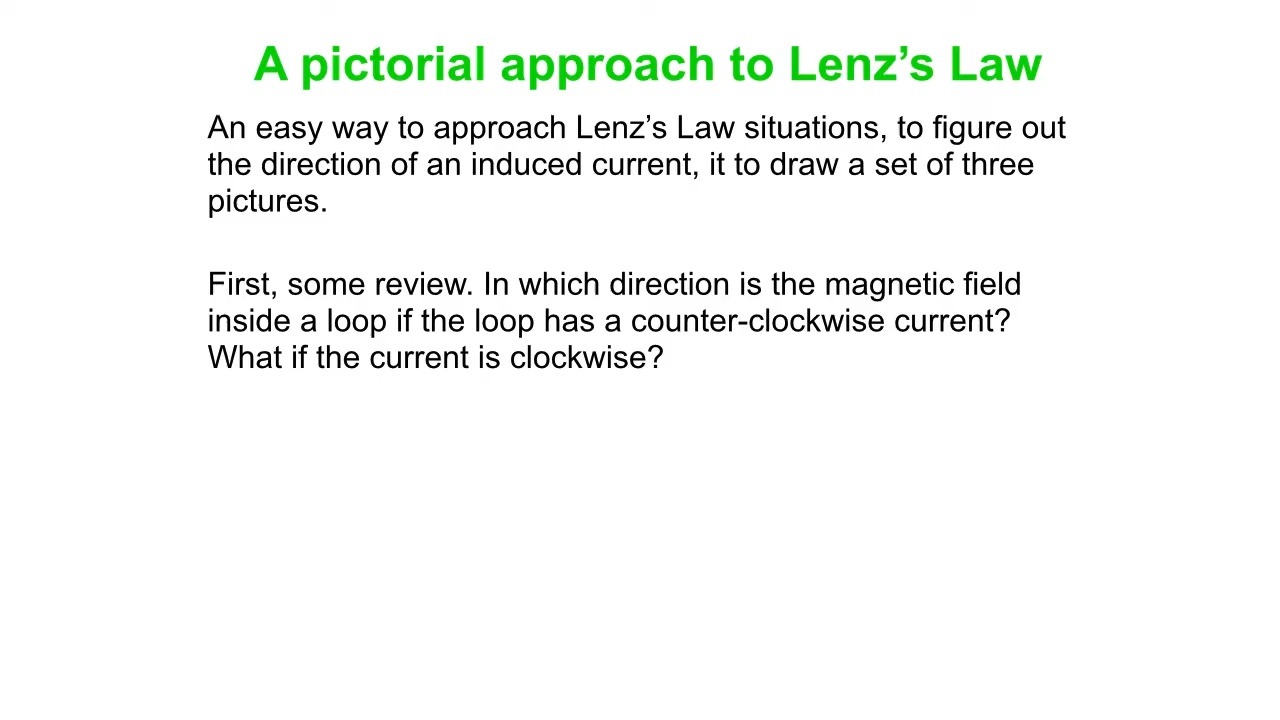 A pictorial approach to Lenz’s Law
An easy way to approach Lenz’s Law situations, to figure out
the direction of an induced current, it to draw a set of three
pictures.
First, some review. In which direction is the magnetic field
inside a loop if the loop has a counter-clockwise current?
What if the current is clockwise?